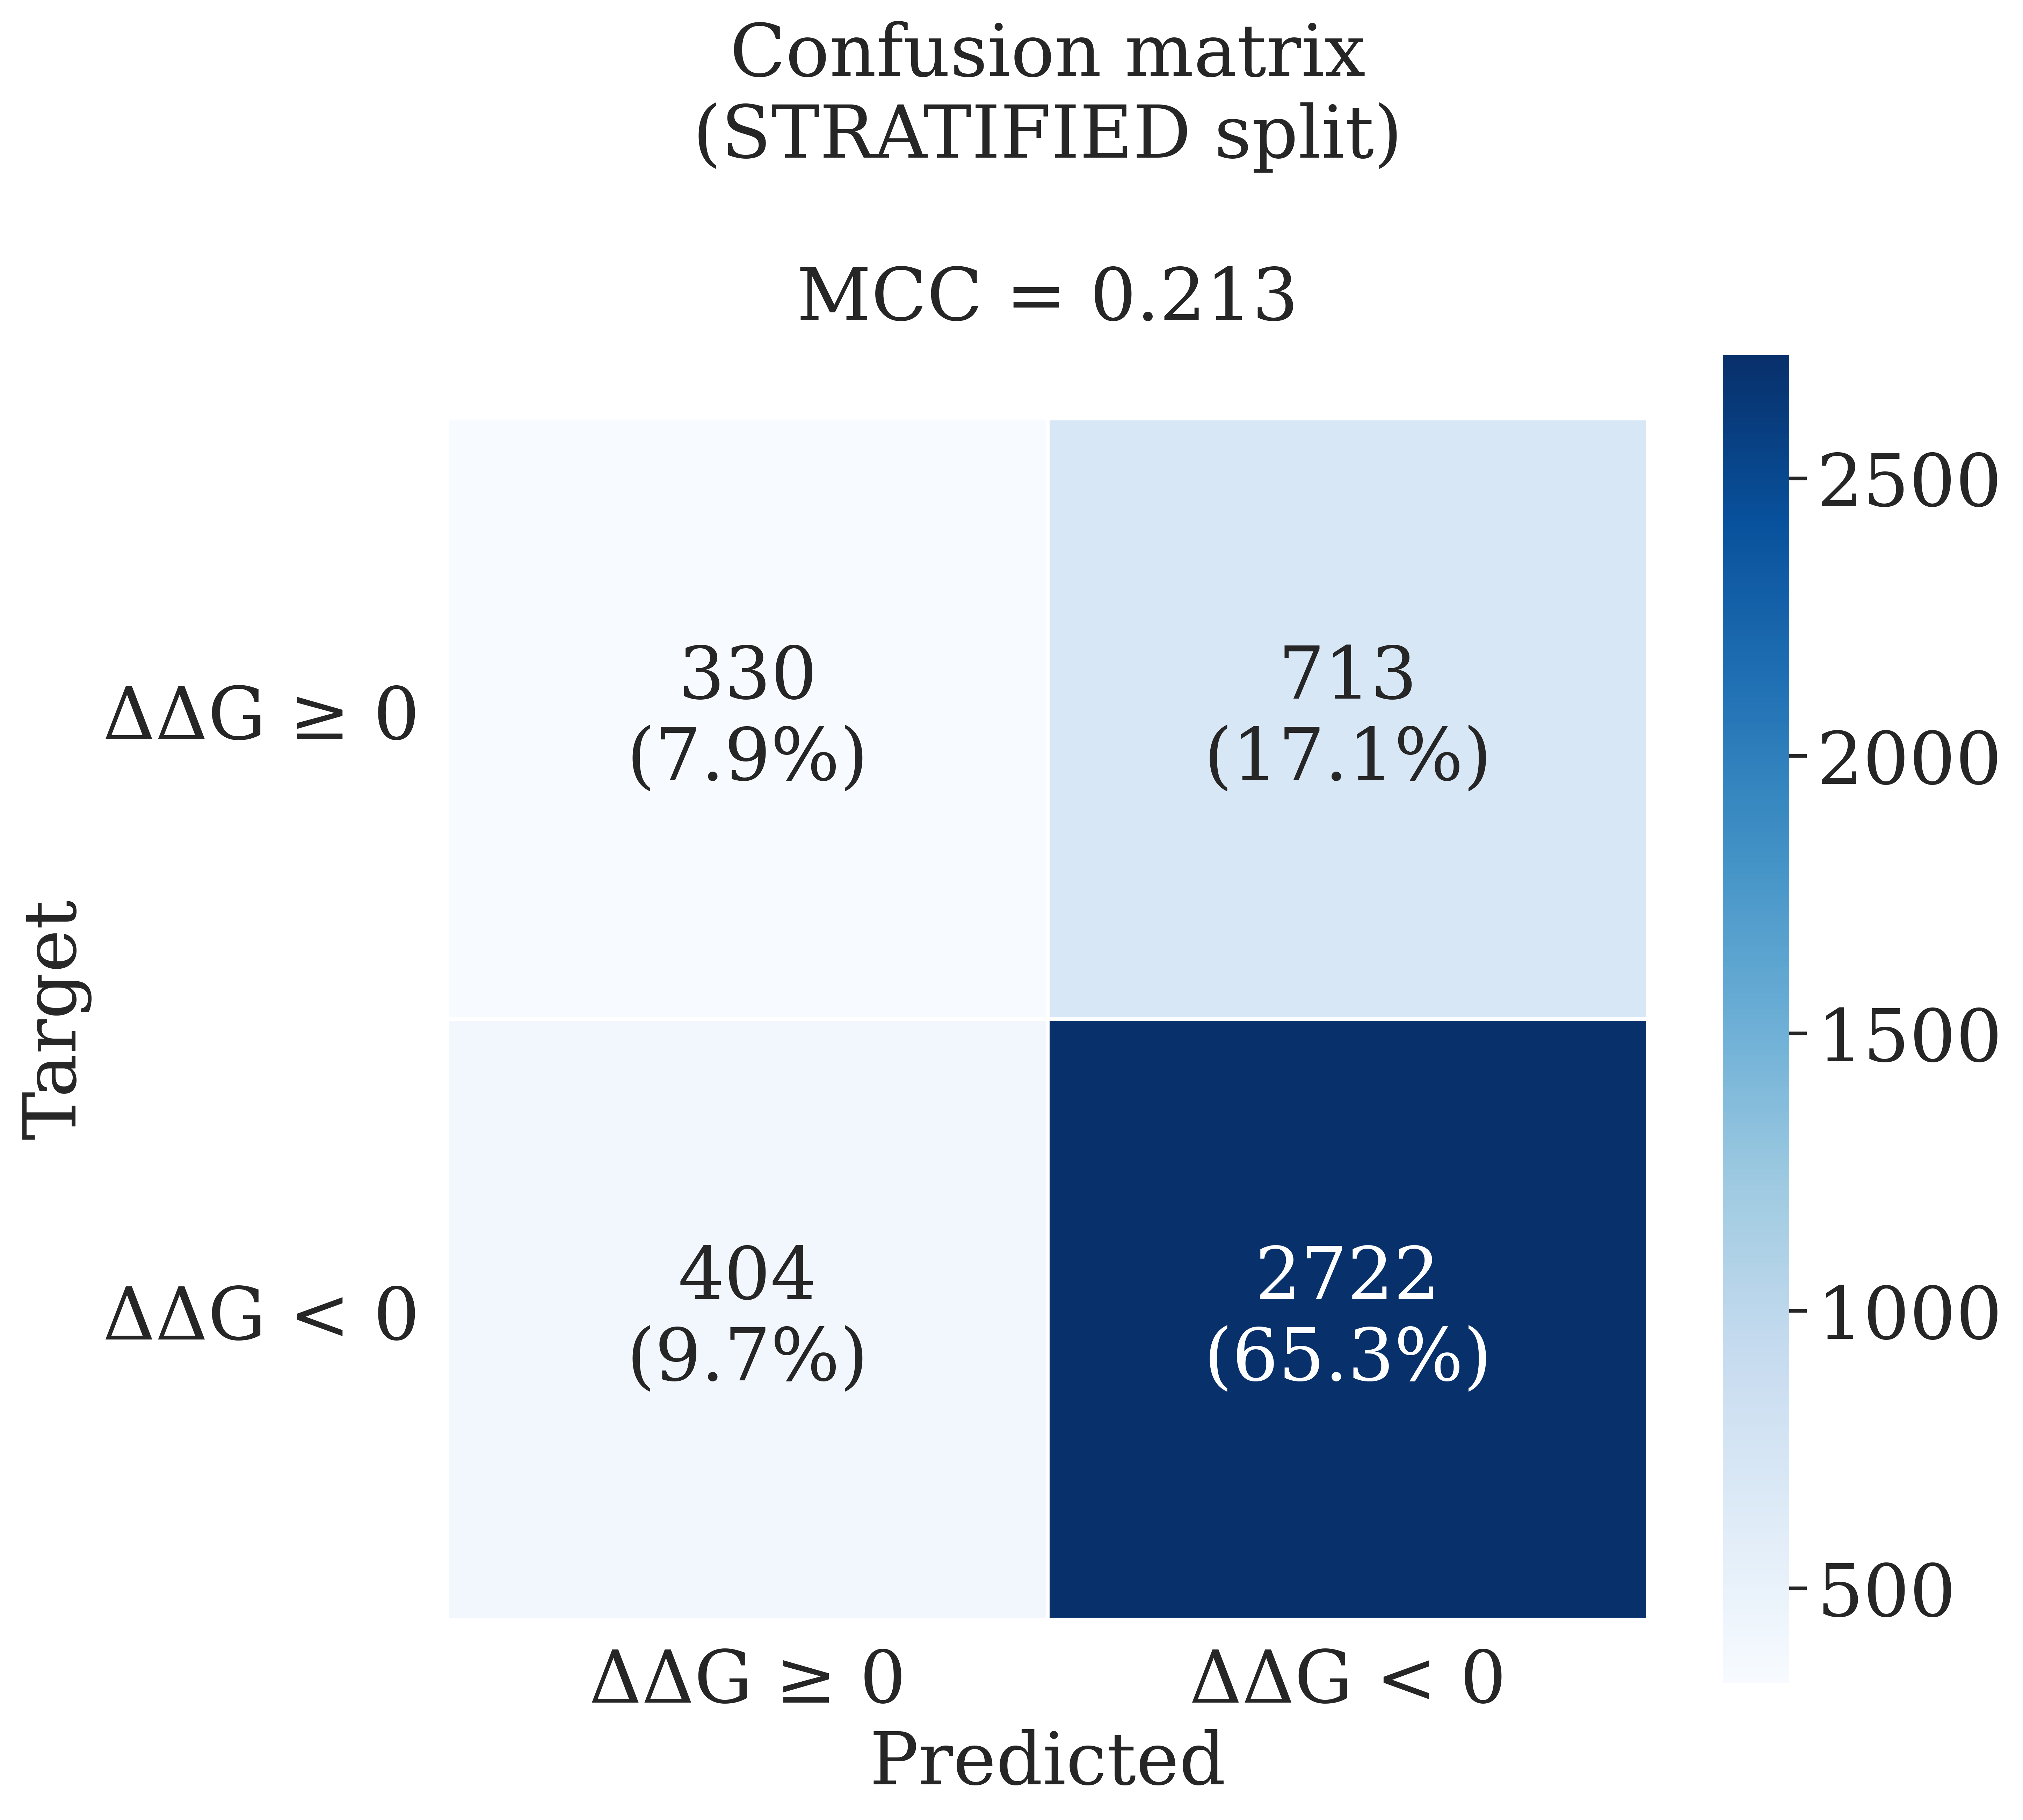 Confusion matrix
(STRATIFIED split)
MCC = 0.213
2500
2000
1500
1000
500
Target
ΔΔG ≥ 0
330
(7.9%)
713
(17.1%)
ΔΔG < 0
404
(9.7%)
2722
(65.3%)
ΔΔG ≥ 0
ΔΔG < 0
Predicted